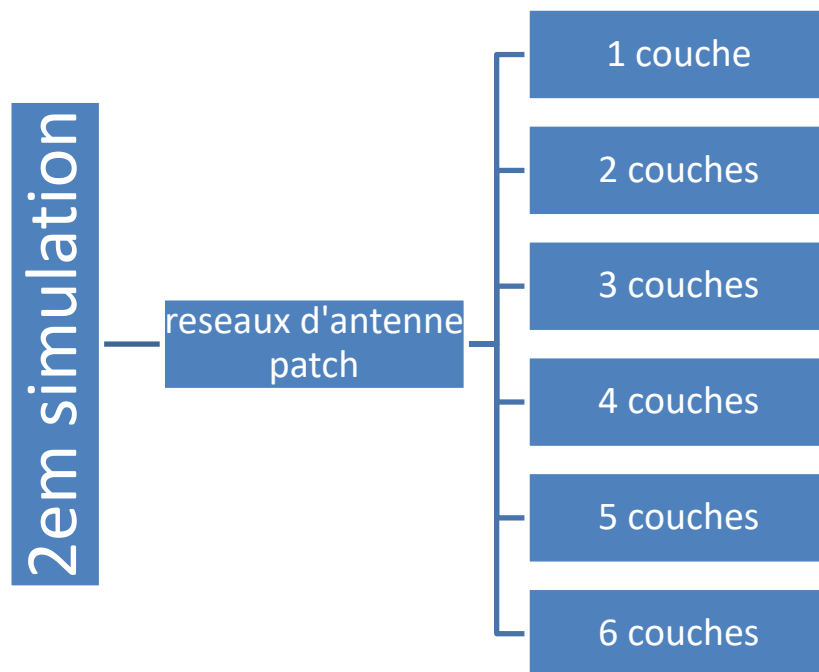 2em simulation
reseaux d'antenne
patch
1 couche
2 couches
3 couches
4 couches
5 couches
6 couches